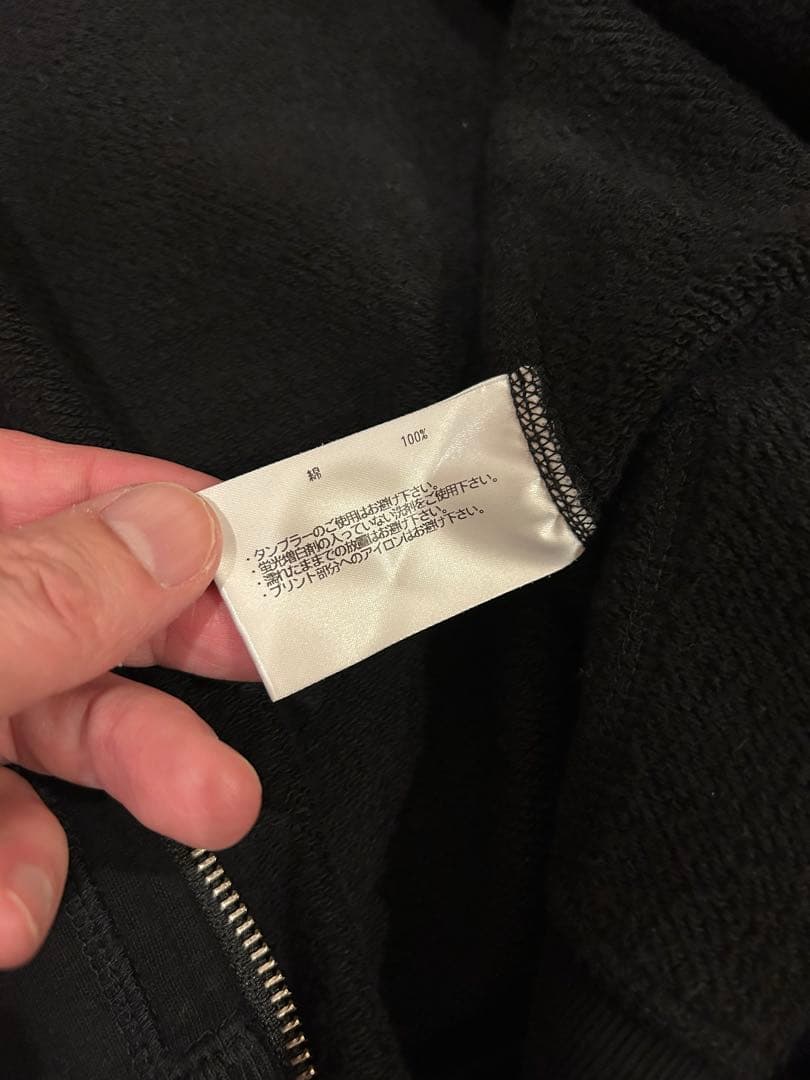 綿 100%
・タンブラーのご使用はお避け下さい。
・蛍光増白剤の入っていない洗剤をご使用下さい。
・濡れたままでの放置はお避け下さい。
・プリント部分へのアイロンはお避け下さい。